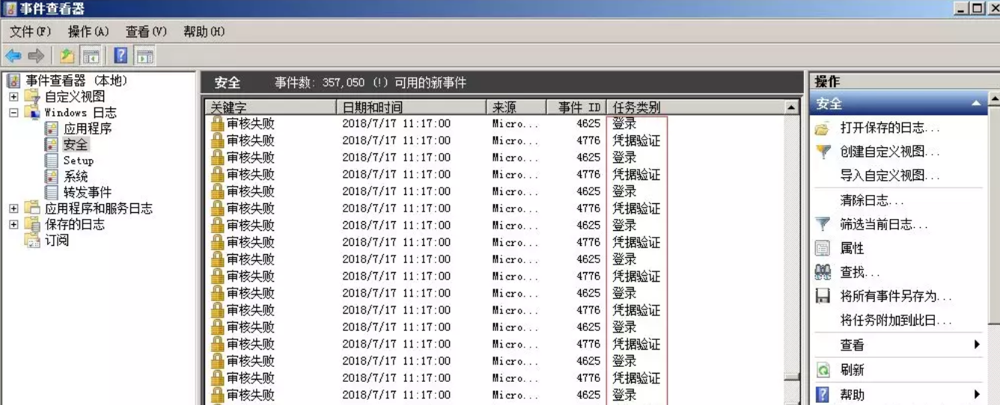 事件查看器
文件(F) 操作(A) 查看(V) 帮助(H)
事件查看器 (本地)
自定义视图
Windows 日志
应用程序
安全
Setup
系统
转发事件
应用程序和服务日志
保存的日志
订阅
安全 事件数: 357,050 (!) 可用的新事件
关键字 日期和时间 来源 事件 ID 任务类别
审核失败 2018/7/17 11:17:00 Micro... 4625 登录
审核失败 2018/7/17 11:17:00 Micro... 4776 凭据验证
审核失败 2018/7/17 11:17:00 Micro... 4625 登录
审核失败 2018/7/17 11:17:00 Micro... 4776 凭据验证
审核失败 2018/7/17 11:17:00 Micro... 4625 登录
审核失败 2018/7/17 11:17:00 Micro... 4776 凭据验证
审核失败 2018/7/17 11:17:00 Micro... 4625 登录
审核失败 2018/7/17 11:17:00 Micro... 4776 凭据验证
审核失败 2018/7/17 11:17:00 Micro... 4625 登录
审核失败 2018/7/17 11:17:00 Micro... 4776 凭据验证
审核失败 2018/7/17 11:17:00 Micro... 4625 登录
审核失败 2018/7/17 11:17:00 Micro... 4776 凭据验证
审核失败 2018/7/17 11:17:00 Micro... 4625 登录
审核失败 2018/7/17 11:17:00 Micro... 4776 凭据验证
审核失败 2018/7/17 11:17:00 Micro... 4625 登录
审核失败 2018/7/17 11:17:00 Micro... 4776 凭据验证
审核失败 2018/7/17 11:17:00 Micro... 4625 登录
操作
安全
打开保存的日志...
创建自定义视图...
导入自定义视图...
清除日志...
筛选当前日志...
属性
查找...
将所有事件另存为...
将任务附加到此日...
查看
刷新
帮助